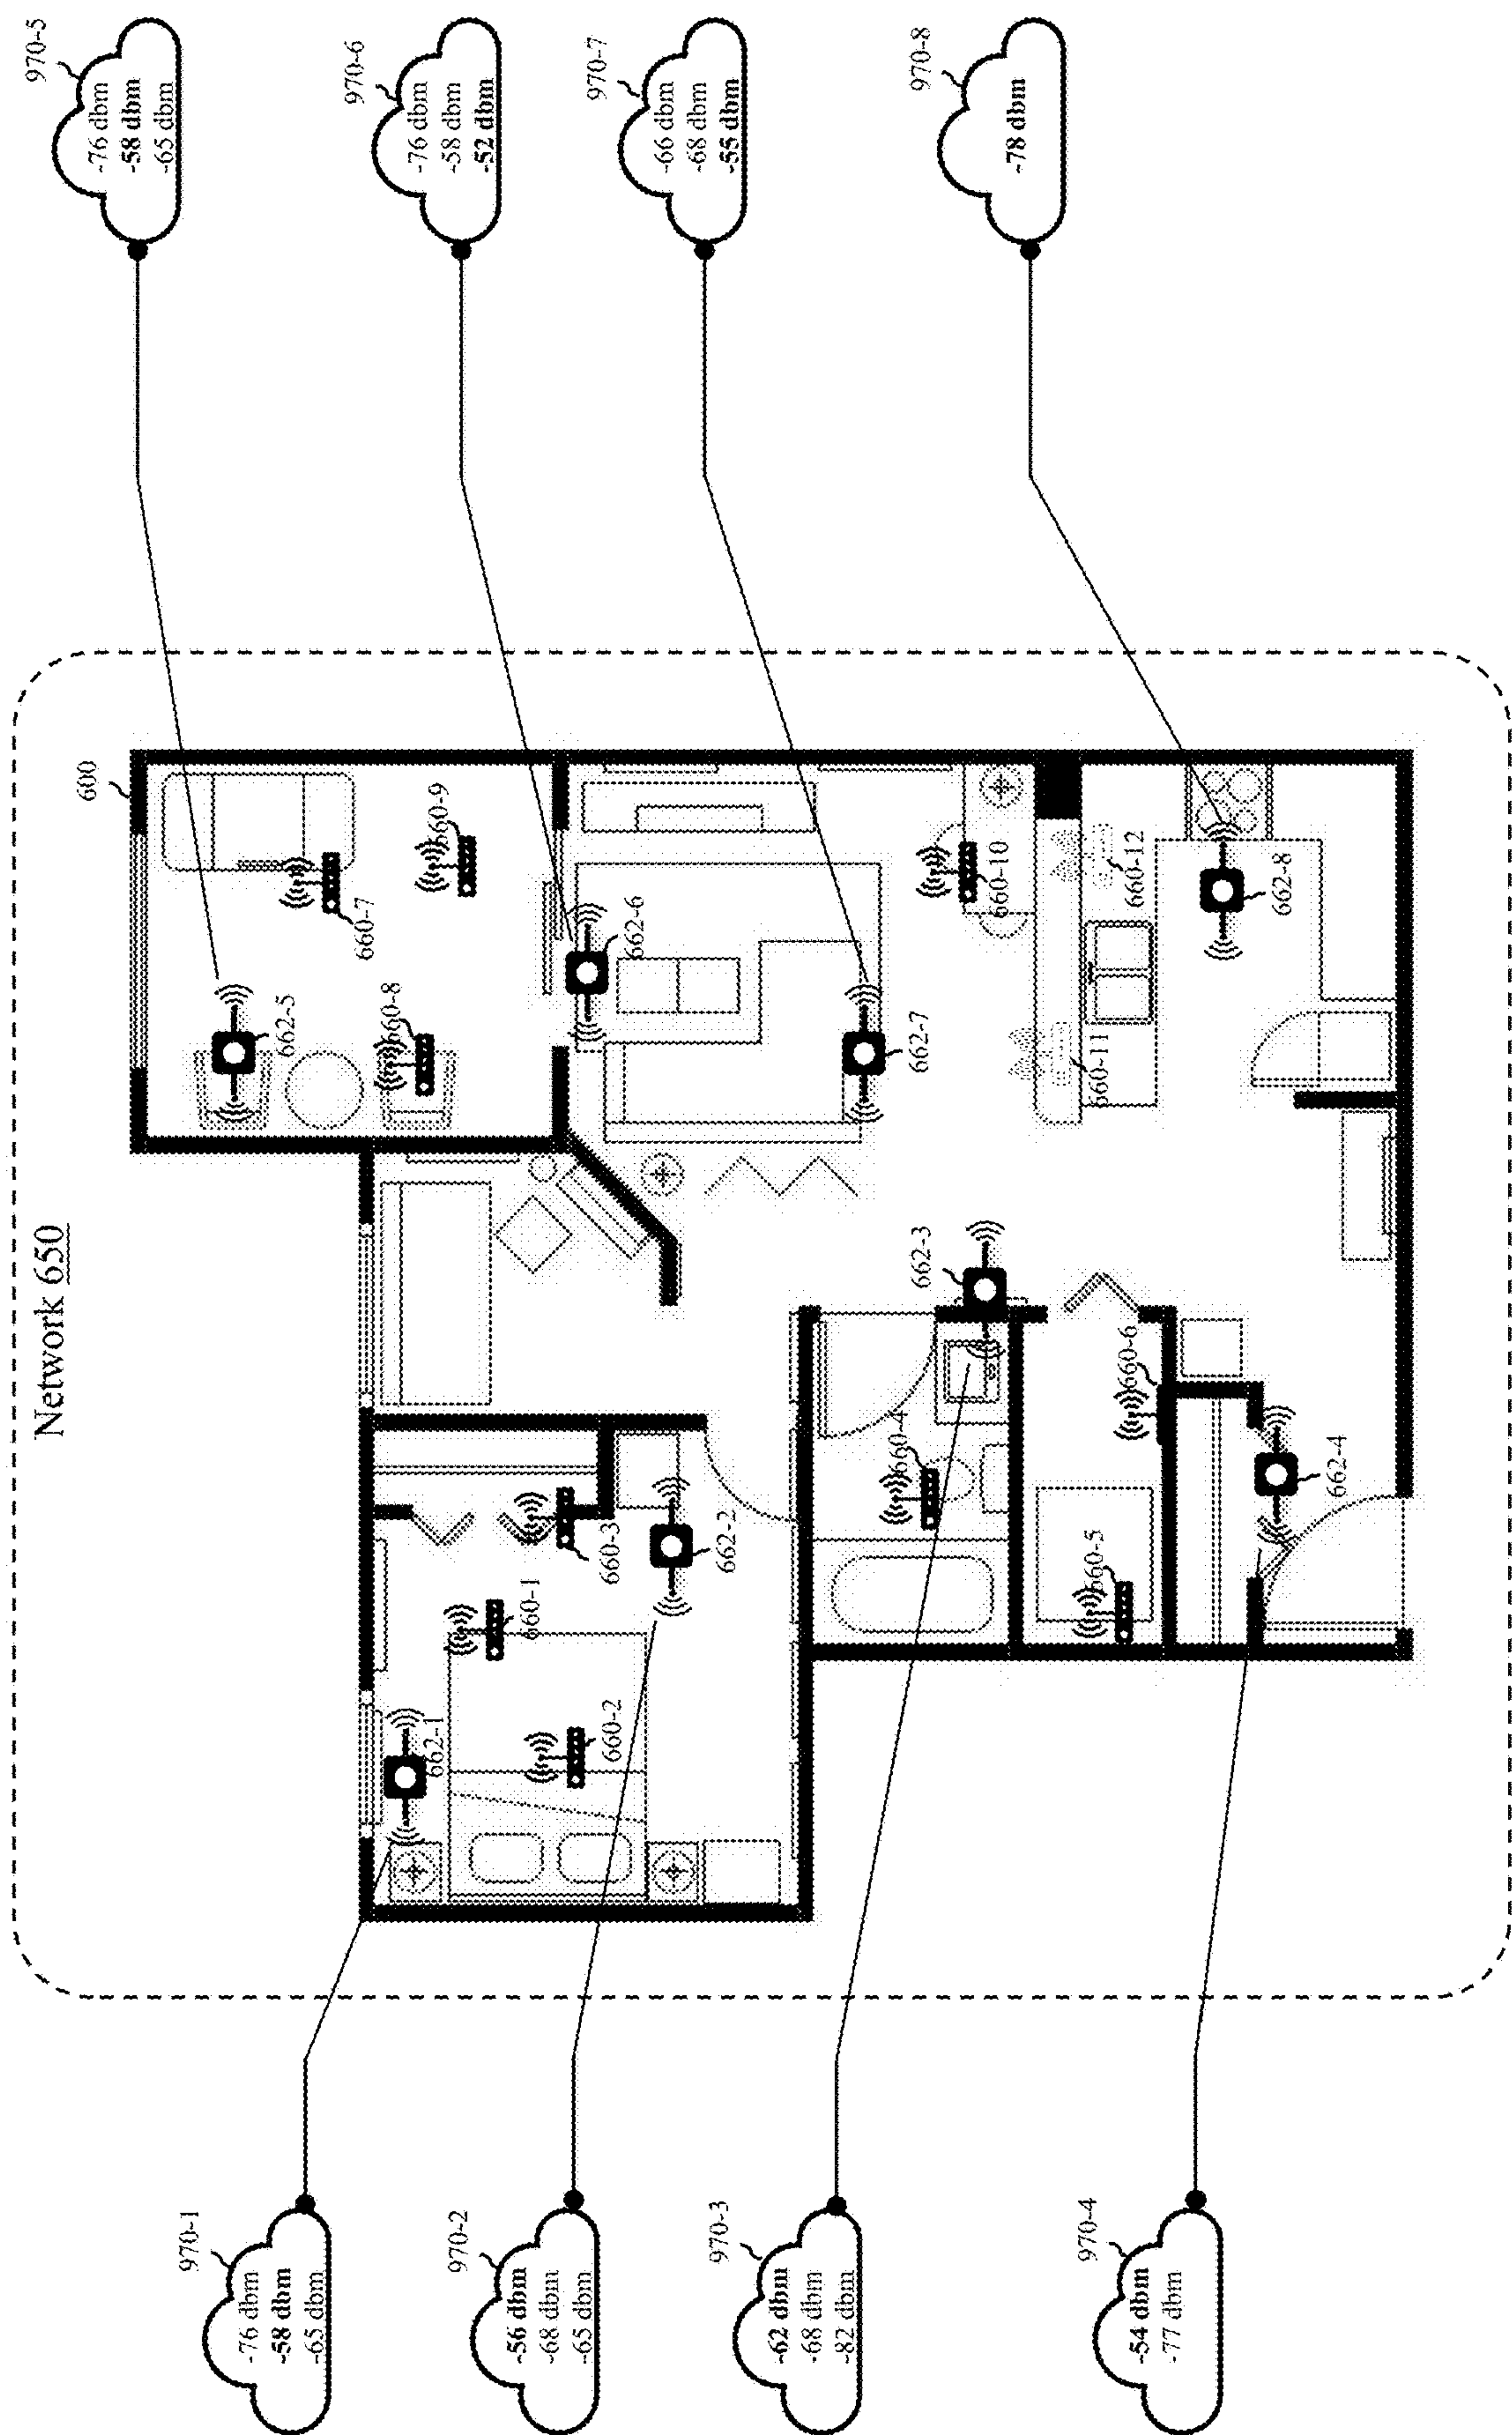 Network 650
600
970-1
-76 dbm
-58 dbm
-65 dbm
970-2
-56 dbm
-68 dbm
-65 dbm
970-3
-62 dbm
-68 dbm
-82 dbm
970-4
-54 dbm
-77 dbm
970-5
-76 dbm
-58 dbm
-65 dbm
970-6
-76 dbm
-58 dbm
-52 dbm
970-7
-66 dbm
-68 dbm
-55 dbm
970-8
-78 dbm
662-1
660-1
660-2
660-3
662-2
660-4
662-3
660-5
660-6
662-4
662-5
660-7
660-8
660-9
662-6
662-7
660-10
660-11
660-12
662-8